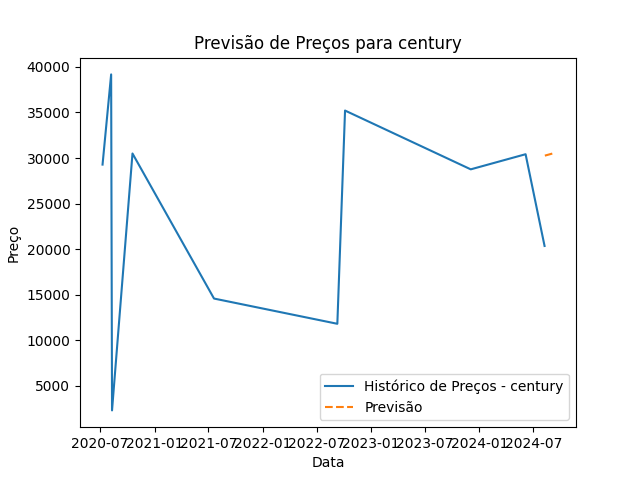 Previsão de Preços para century
Preço
40000
35000
30000
25000
20000
15000
10000
5000
Histórico de Preços - century
Previsão
2020-07 2021-01 2021-07 2022-01 2022-07 2023-01 2023-07 2024-01 2024-07
Data